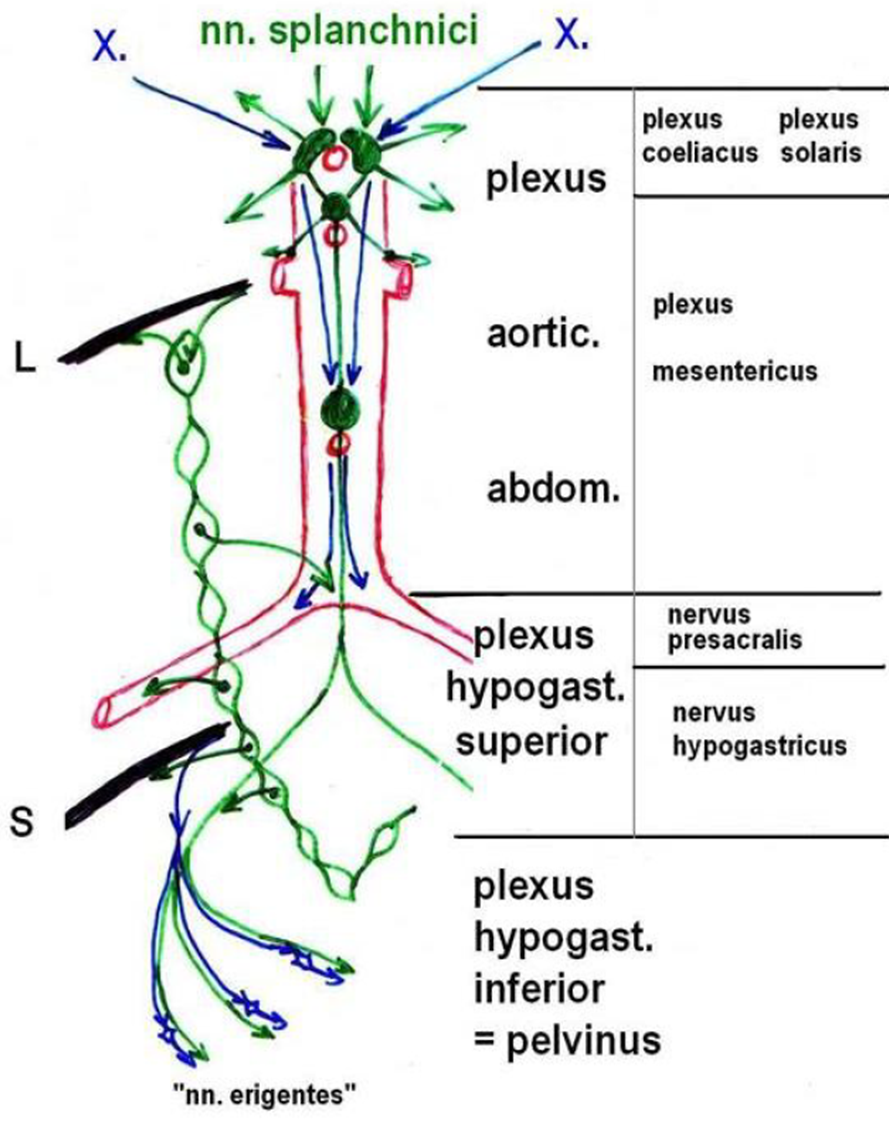 X.
nn. splanchnici
X.
plexus plexus
coeliacus solaris
plexus
aortic.
abdom.
plexus
mesentericus
L
plexus
hypogast.
superior
nervus
presacralis
nervus
hypogastricus
S
plexus
hypogast.
inferior
= pelvinus
"nn. erigentes"